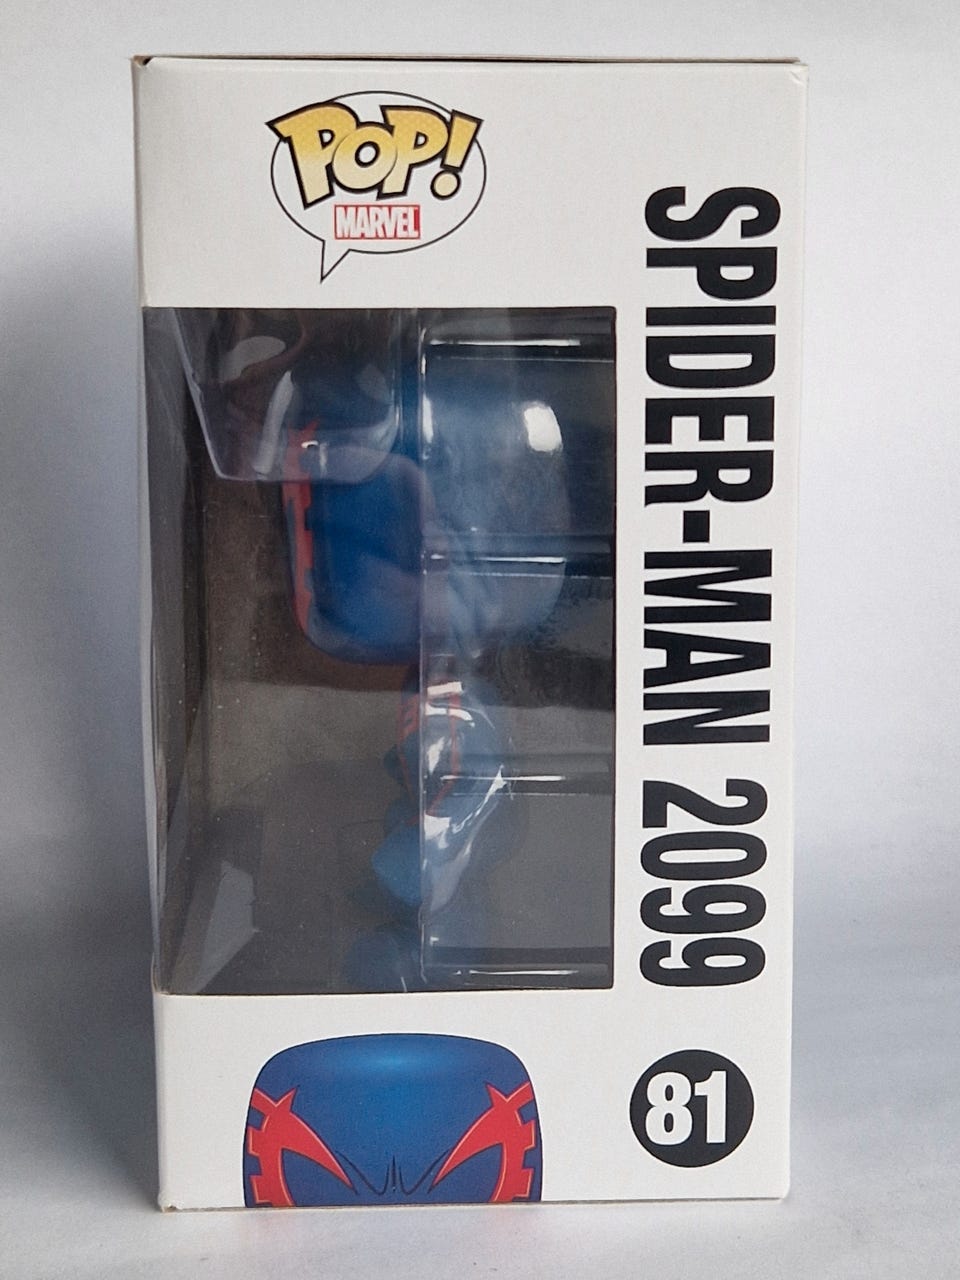 POP!
MARVEL
SPIDER-MAN 2099
81